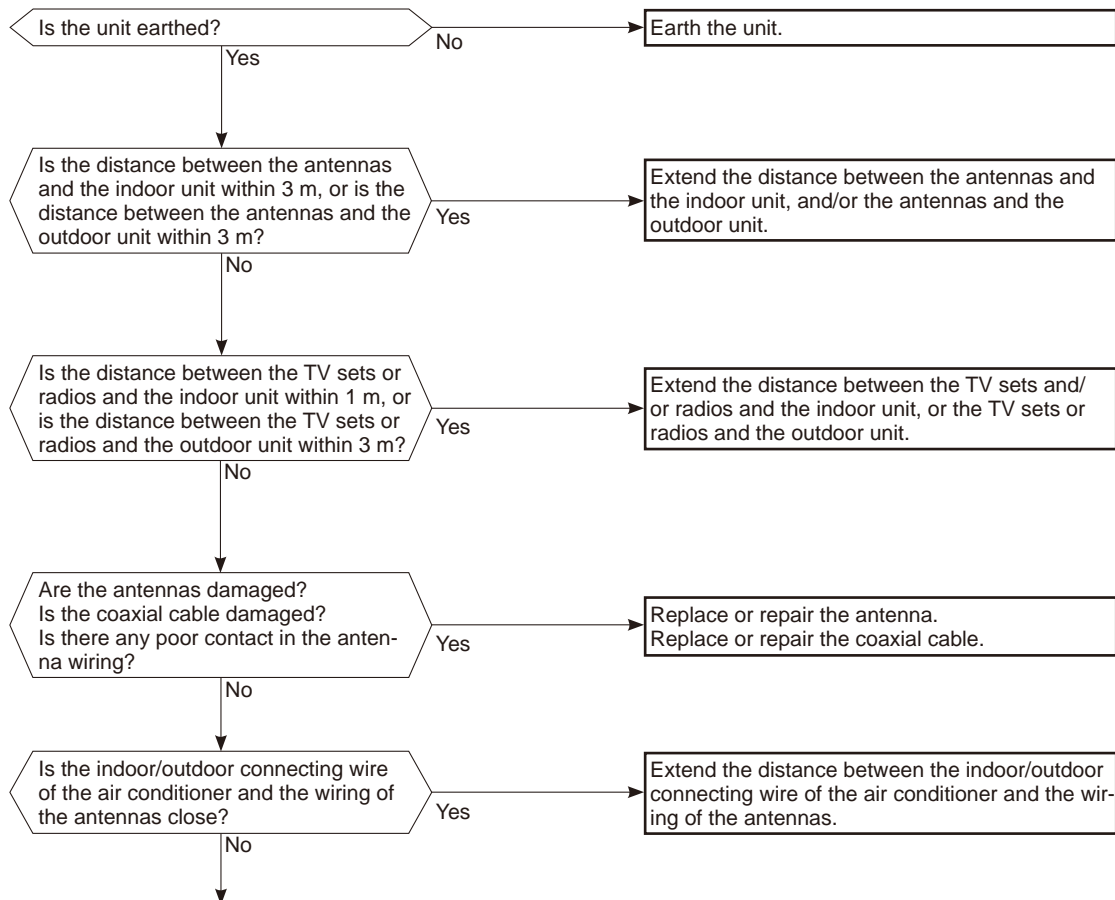 Is the unit earthed?
No
Earth the unit.
Yes
Is the distance between the antennas
and the indoor unit within 3 m, or is the
distance between the antennas and the
outdoor unit within 3 m?
Yes
Extend the distance between the antennas and
the indoor unit, and/or the antennas and the
outdoor unit.
No
Is the distance between the TV sets or
radios and the indoor unit within 1 m, or
is the distance between the TV sets or
radios and the outdoor unit within 3 m?
Yes
Extend the distance between the TV sets and/
or radios and the indoor unit, or the TV sets or
radios and the outdoor unit.
No
Are the antennas damaged?
Is the coaxial cable damaged?
Is there any poor contact in the anten-
na wiring?
Yes
Replace or repair the antenna.
Replace or repair the coaxial cable.
No
Is the indoor/outdoor connecting wire
of the air conditioner and the wiring of
the antennas close?
Yes
Extend the distance between the indoor/outdoor
connecting wire of the air conditioner and the wir-
ing of the antennas.
No